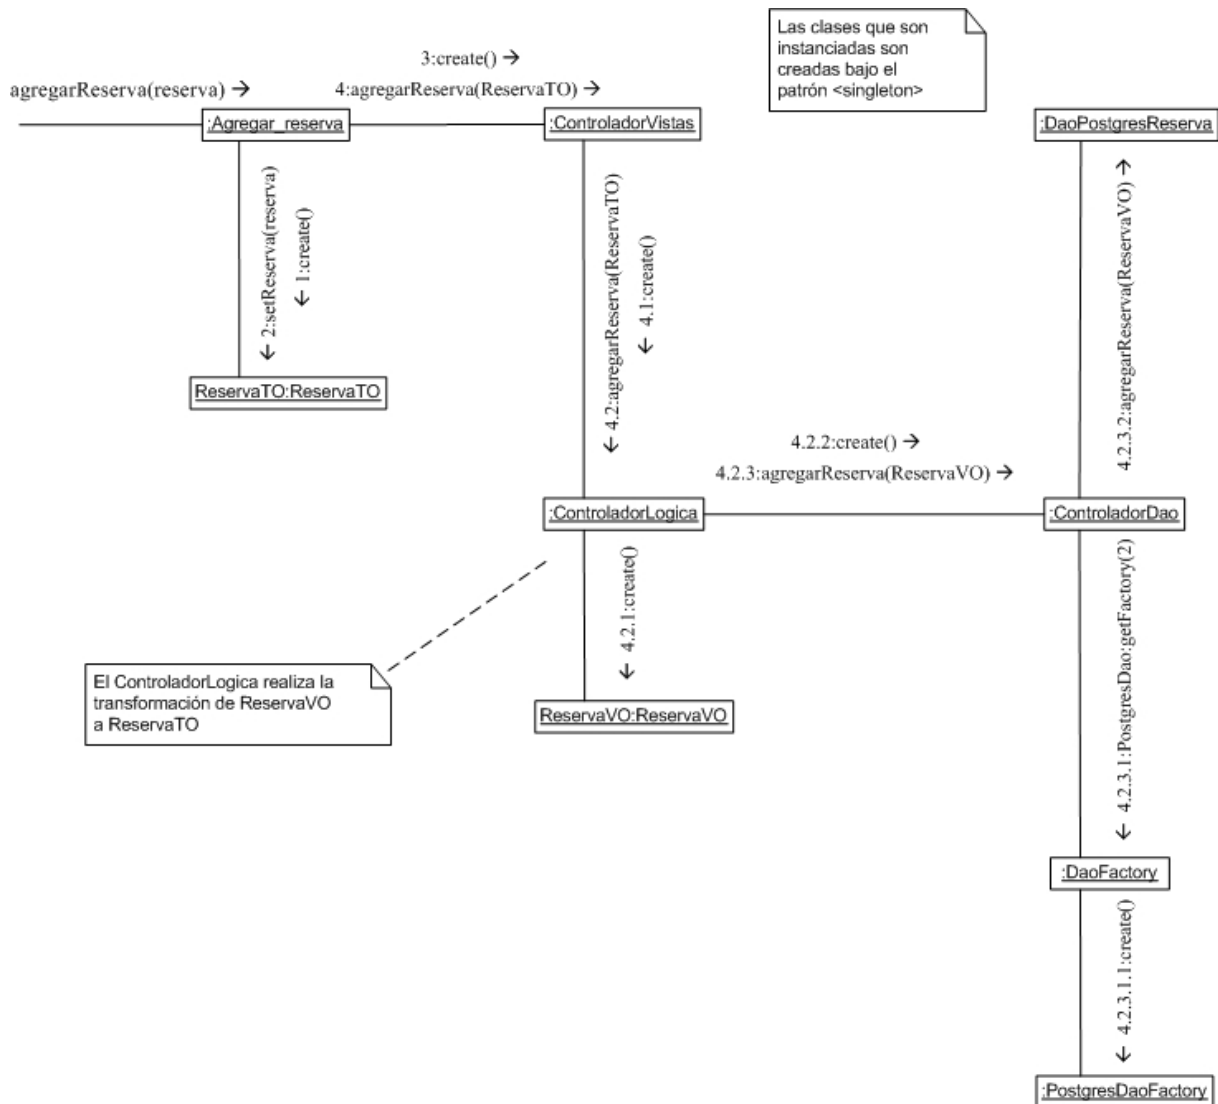 Las clases que son
instanciadas son
creadas bajo el
patrón <singleton>
3:create() →
agregarReserva(reserva) →
4:agregarReserva(ReservaTO) →
:Agregar_reserva
:ControladorVistas
:DaoPostgresReserva
← 2:setReserva(reserva)
← 1:create()
← 4.2:agregarReserva(ReservaTO)
← 4.1:create()
4.2.3.2:agregarReserva(ReservaVO) →
ReservaTO:ReservaTO
4.2.2:create() →
4.2.3:agregarReserva(ReservaVO) →
:ControladorLogica
:ControladorDao
← 4.2.1:create()
← 4.2.3.1:PostgresDao:getFactory(2)
El ControladorLogica realiza la
transformación de ReservaVO
a ReservaTO
ReservaVO:ReservaVO
:DaoFactory
← 4.2.3.1.1:create()
:PostgresDaoFactory